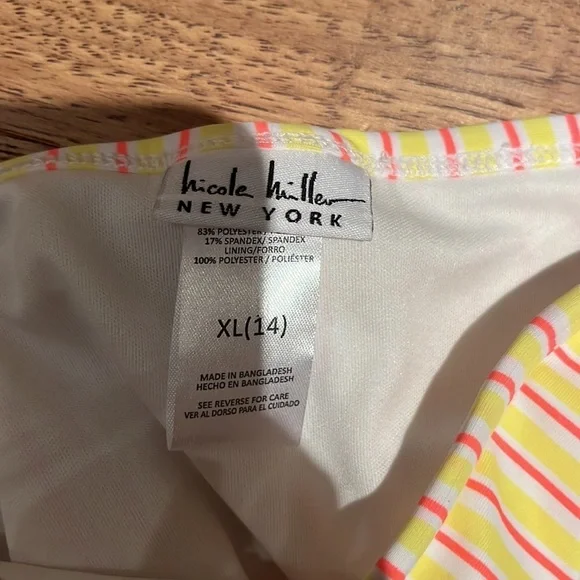 nicole miller
NEW YORK
83% POLYESTER /
17% SPANDEX/ SPANDEX
LINING/FORRO
100% POLYESTER / POLIÉSTER
XL(14)
MADE IN BANGLADESH
HECHO EN BANGLADESH
SEE REVERSE FOR CARE
VER AL DORSO PARA EL CUIDADO